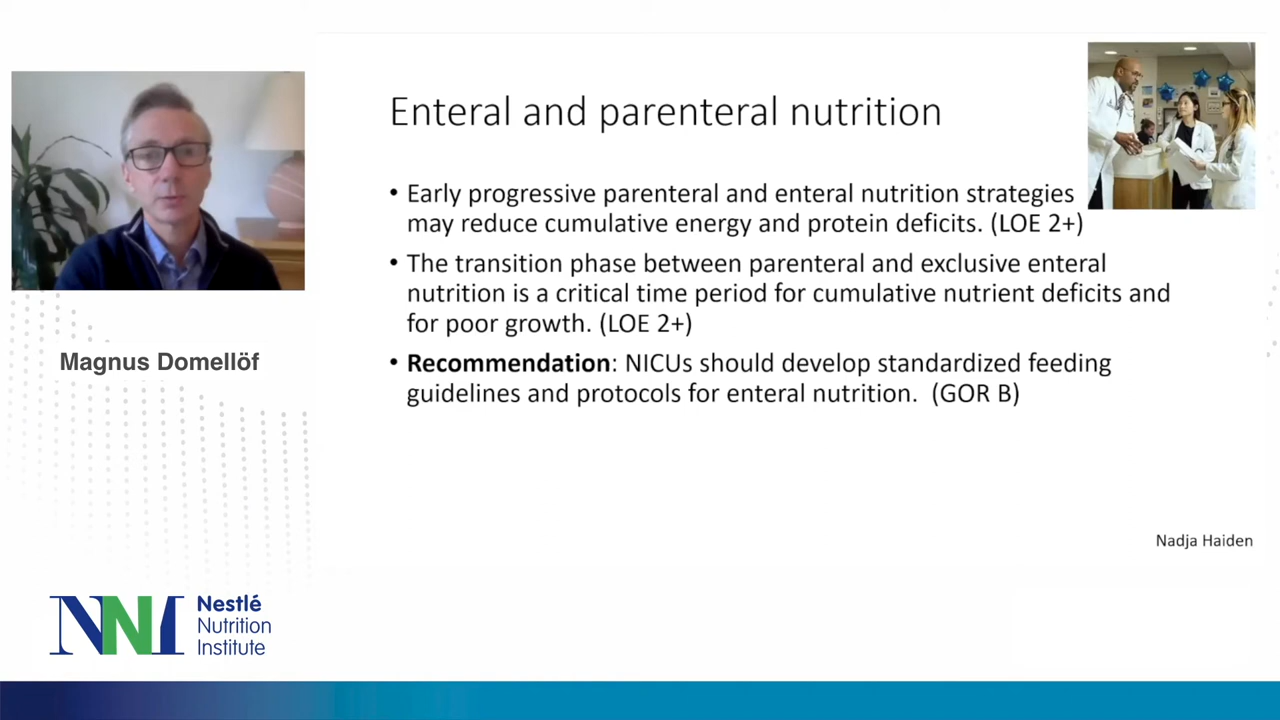 Enteral and parenteral nutrition
• Early progressive parenteral and enteral nutrition strategies
may reduce cumulative energy and protein deficits. (LOE 2+)
• The transition phase between parenteral and exclusive enteral
nutrition is a critical time period for cumulative nutrient deficits and
for poor growth. (LOE 2+)
• Recommendation: NICUs should develop standardized feeding
guidelines and protocols for enteral nutrition. (GOR B)
Nadja Haiden
Magnus Domellöf
NNI
Nestlé
Nutrition
Institute